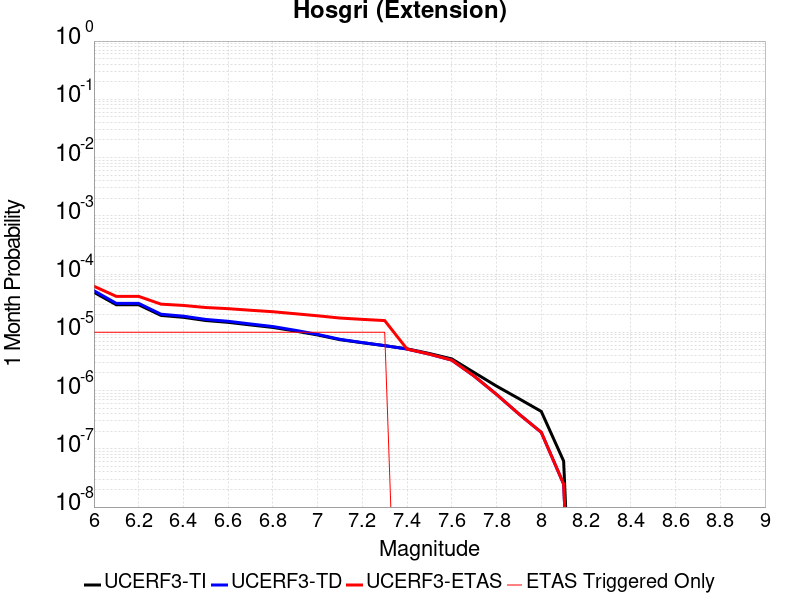 Hosgri (Extension)
10 0
10 -1
10 -2
10 -3
10 -4
10 -5
10 -6
10 -7
10 -8
1 Month Probability
6 6.2 6.4 6.6 6.8 7 7.2 7.4 7.6 7.8 8 8.2 8.4 8.6 8.8 9
Magnitude
UCERF3-TI UCERF3-TD UCERF3-ETAS ETAS Triggered Only